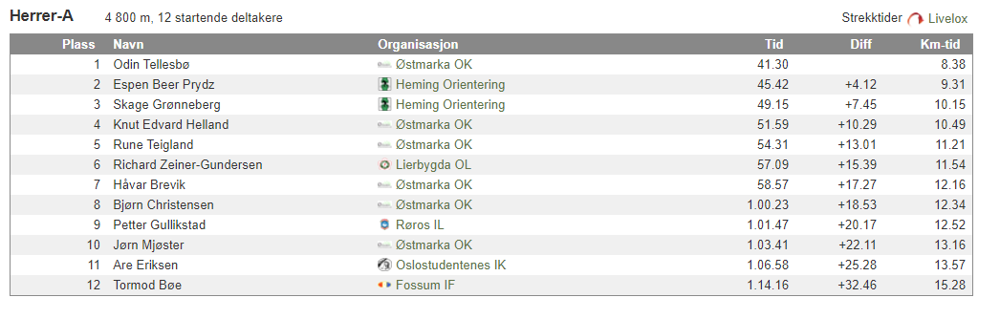 Herrer-A 4 800 m, 12 startende deltakere Strekktider Livelox
Plass Navn Organisasjon Tid Diff Km-tid
1 Odin Tellesbø Østmarka OK 41.30 8.38
2 Espen Beer Prydz Heming Orientering 45.42 +4.12 9.31
3 Skage Grønneberg Heming Orientering 49.15 +7.45 10.15
4 Knut Edvard Helland Østmarka OK 51.59 +10.29 10.49
5 Rune Teigland Østmarka OK 54.31 +13.01 11.21
6 Richard Zeiner-Gundersen Lierbygda OL 57.09 +15.39 11.54
7 Håvar Brevik Østmarka OK 58.57 +17.27 12.16
8 Bjørn Christensen Østmarka OK 1.00.23 +18.53 12.34
9 Petter Gullikstad Røros IL 1.01.47 +20.17 12.52
10 Jørn Mjøster Østmarka OK 1.03.41 +22.11 13.16
11 Are Eriksen Oslostudentenes IK 1.06.58 +25.28 13.57
12 Tormod Bøe Fossum IF 1.14.16 +32.46 15.28